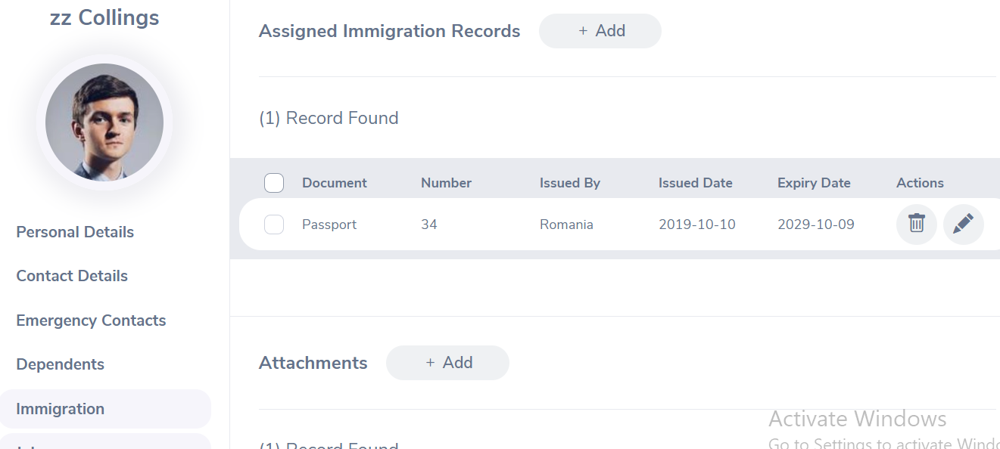 zz Collings
Personal Details
Contact Details
Emergency Contacts
Dependents
Immigration
Assigned Immigration Records
+ Add
(1) Record Found
Document Number Issued By Issued Date Expiry Date Actions
Passport 34 Romania 2019-10-10 2029-10-09
Attachments
+ Add
(1) Record Found
Activate Windows
Go to Settings to activate